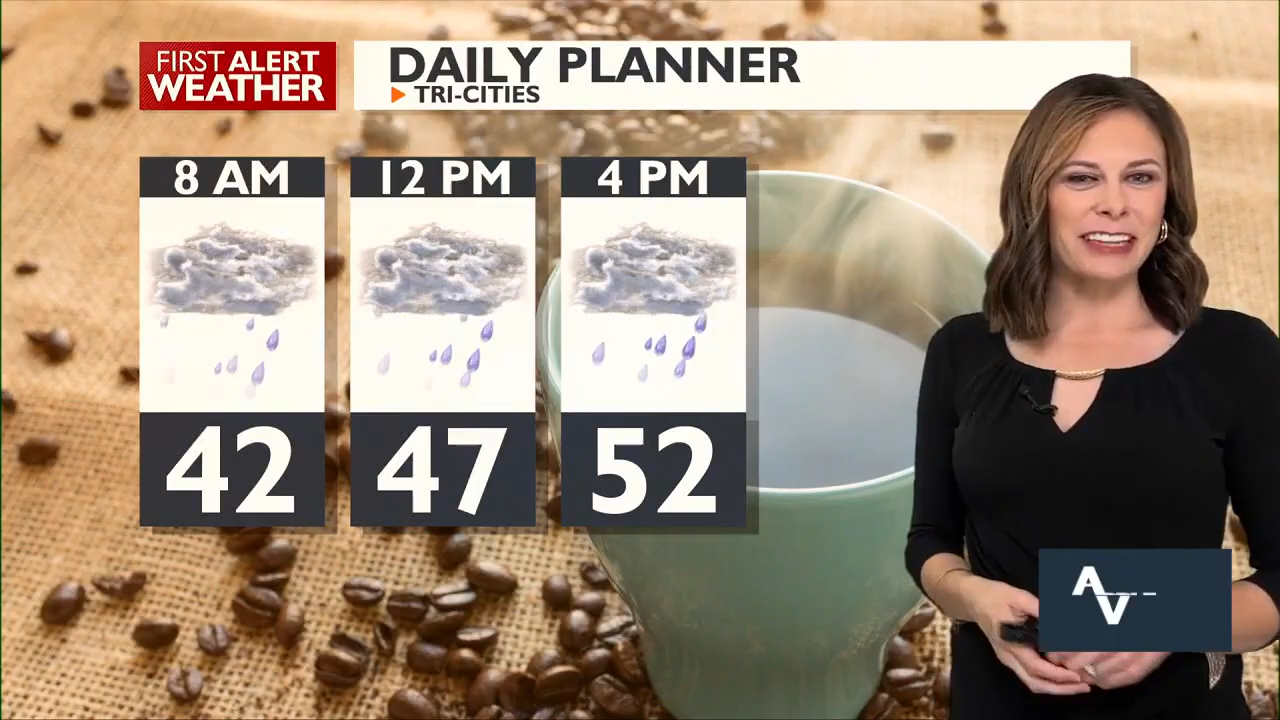 FIRST ALERT
WEATHER
DAILY PLANNER
TRI-CITIES
8 AM
12 PM
4 PM
42
47
52
AV